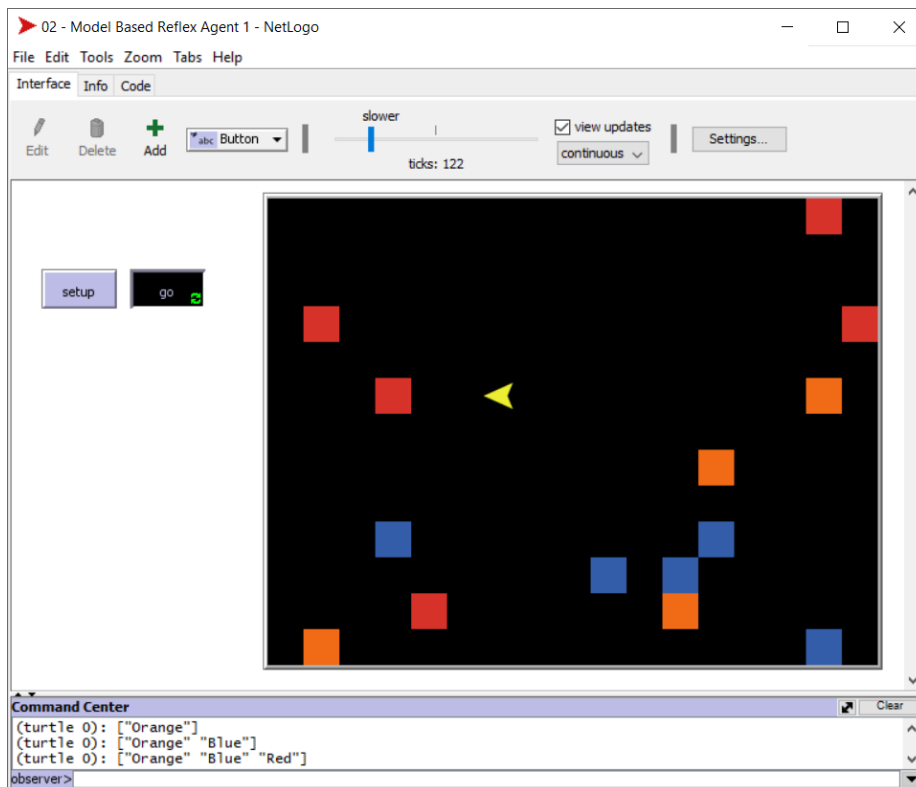 02 - Model Based Reflex Agent 1 - NetLogo
File Edit Tools Zoom Tabs Help
Interface Info Code
Edit Delete Add abc Button slower ticks: 122 view updates continuous Settings...
setup go
Command Center Clear
(turtle 0): ["Orange"]
(turtle 0): ["Orange" "Blue"]
(turtle 0): ["Orange" "Blue" "Red"]
observer>